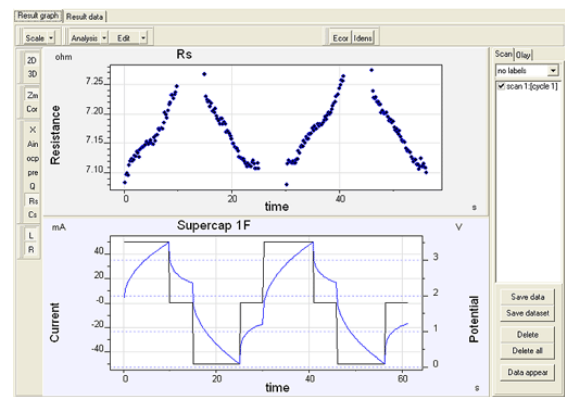 Result graph Result data
Scale Analysis Edit Ecor Idens
2D
3D
Zm
Cor
X
Ain
ocp
pre
Q
Rs
Cs
L
R
ohm Rs
7.25
7.20
7.15
7.10
Resistance
0 20 40
time s
mA Supercap 1F V
40
20
-0
-20
-40
Current
3
2
1
0
Potential
0 20 40 60
time s
Scan Olay
no labels
scan 1:[cycle 1]
Save data
Save dataset
Delete
Delete all
Data appear